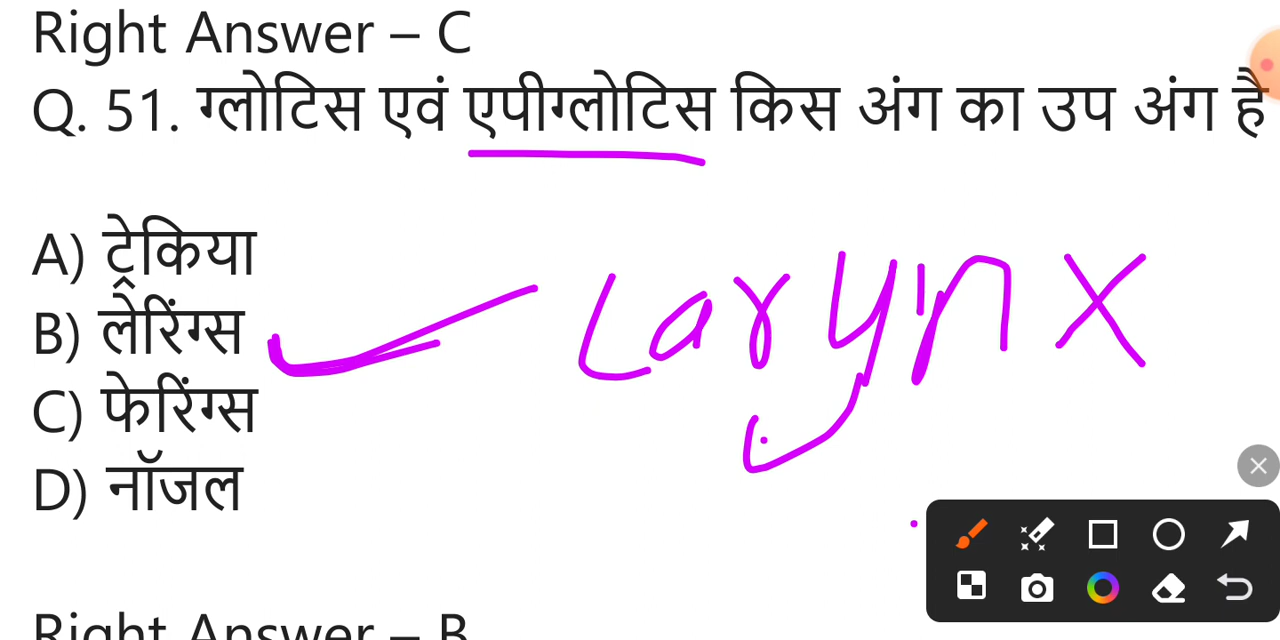 Right Answer – C
Q. 51. ग्लोटिस एवं एपीग्लोटिस किस अंग का उप अंग है
A) ट्रेकिया
B) लेरिंग्स
Larynx
C) फेरिंग्स
D) नॉजल
Right Answer – B